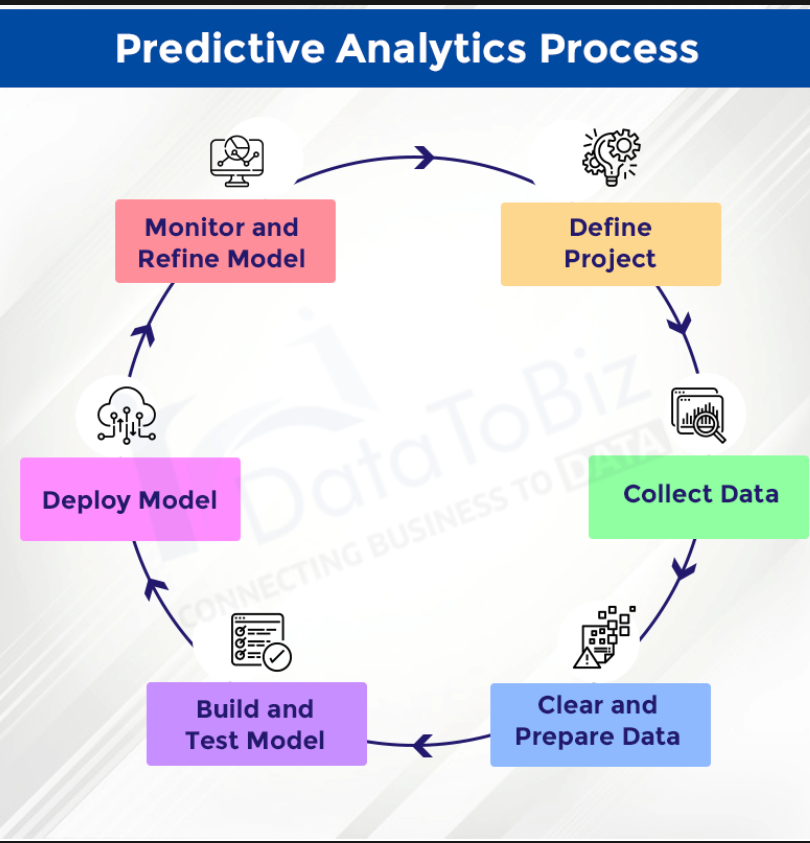 Predictive Analytics Process
Monitor and
Refine Model
Define
Project
Deploy Model
Collect Data
Build and
Test Model
Clear and
Prepare Data
DataToBiz
CONNECTING BUSINESS TO DATA